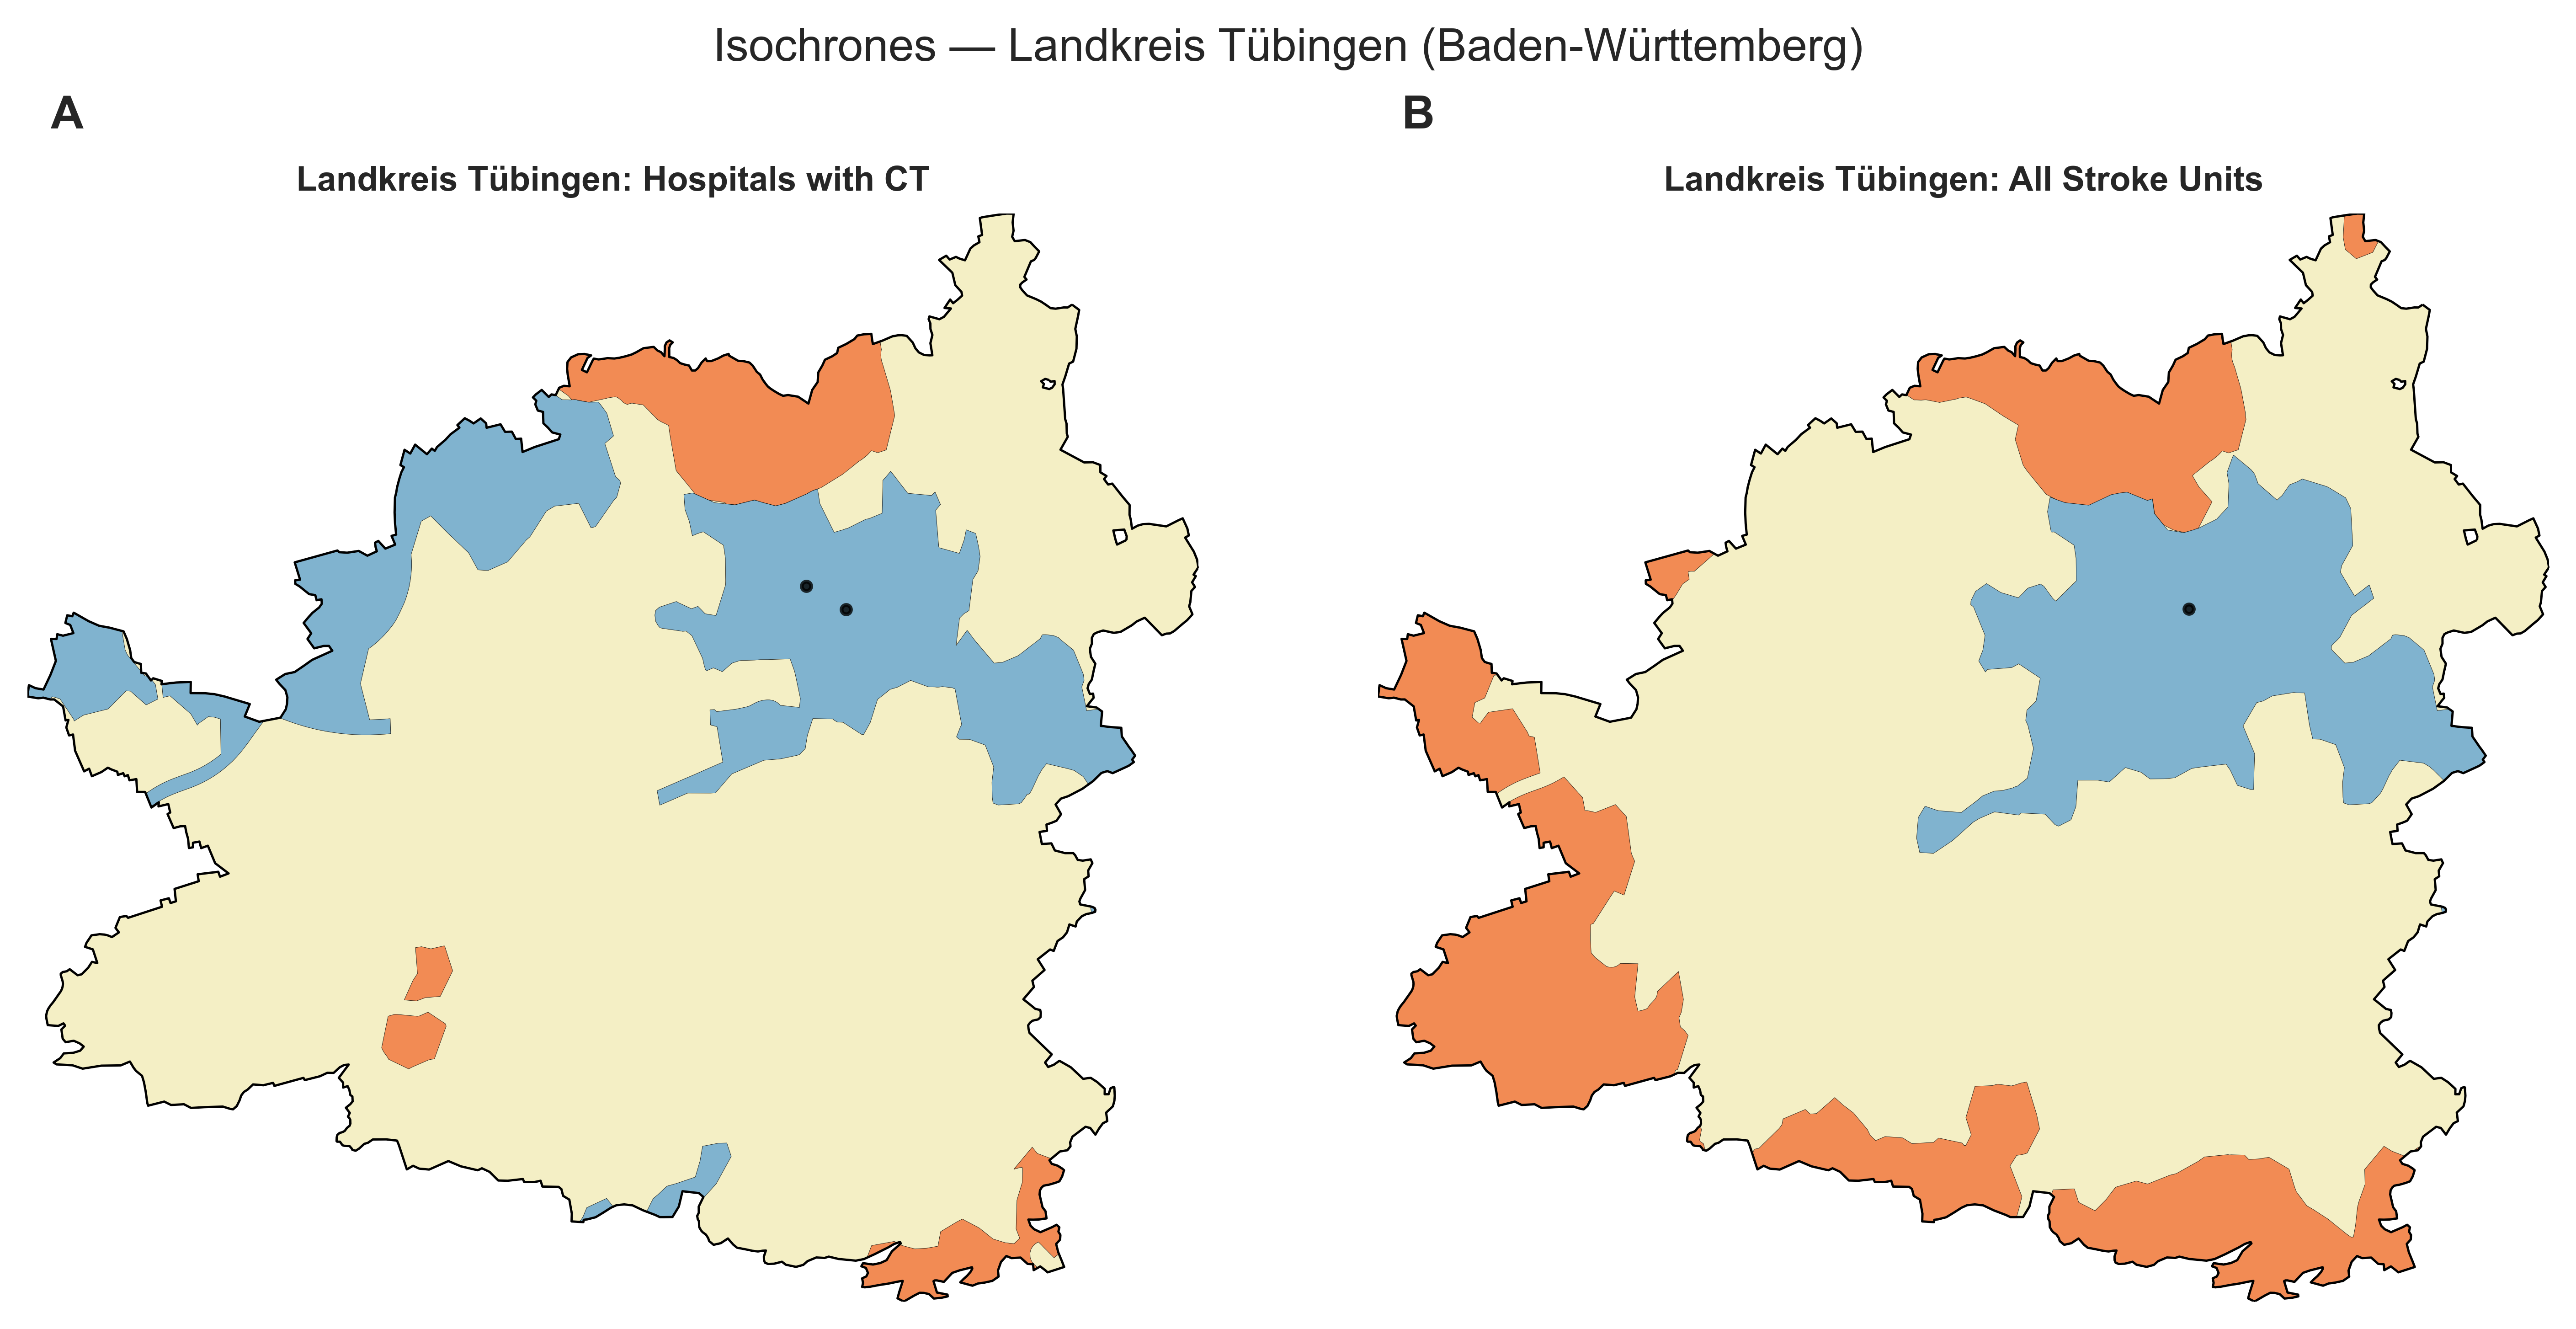 Isochrones — Landkreis Tübingen (Baden-Württemberg)
A
B
Landkreis Tübingen: Hospitals with CT
Landkreis Tübingen: All Stroke Units